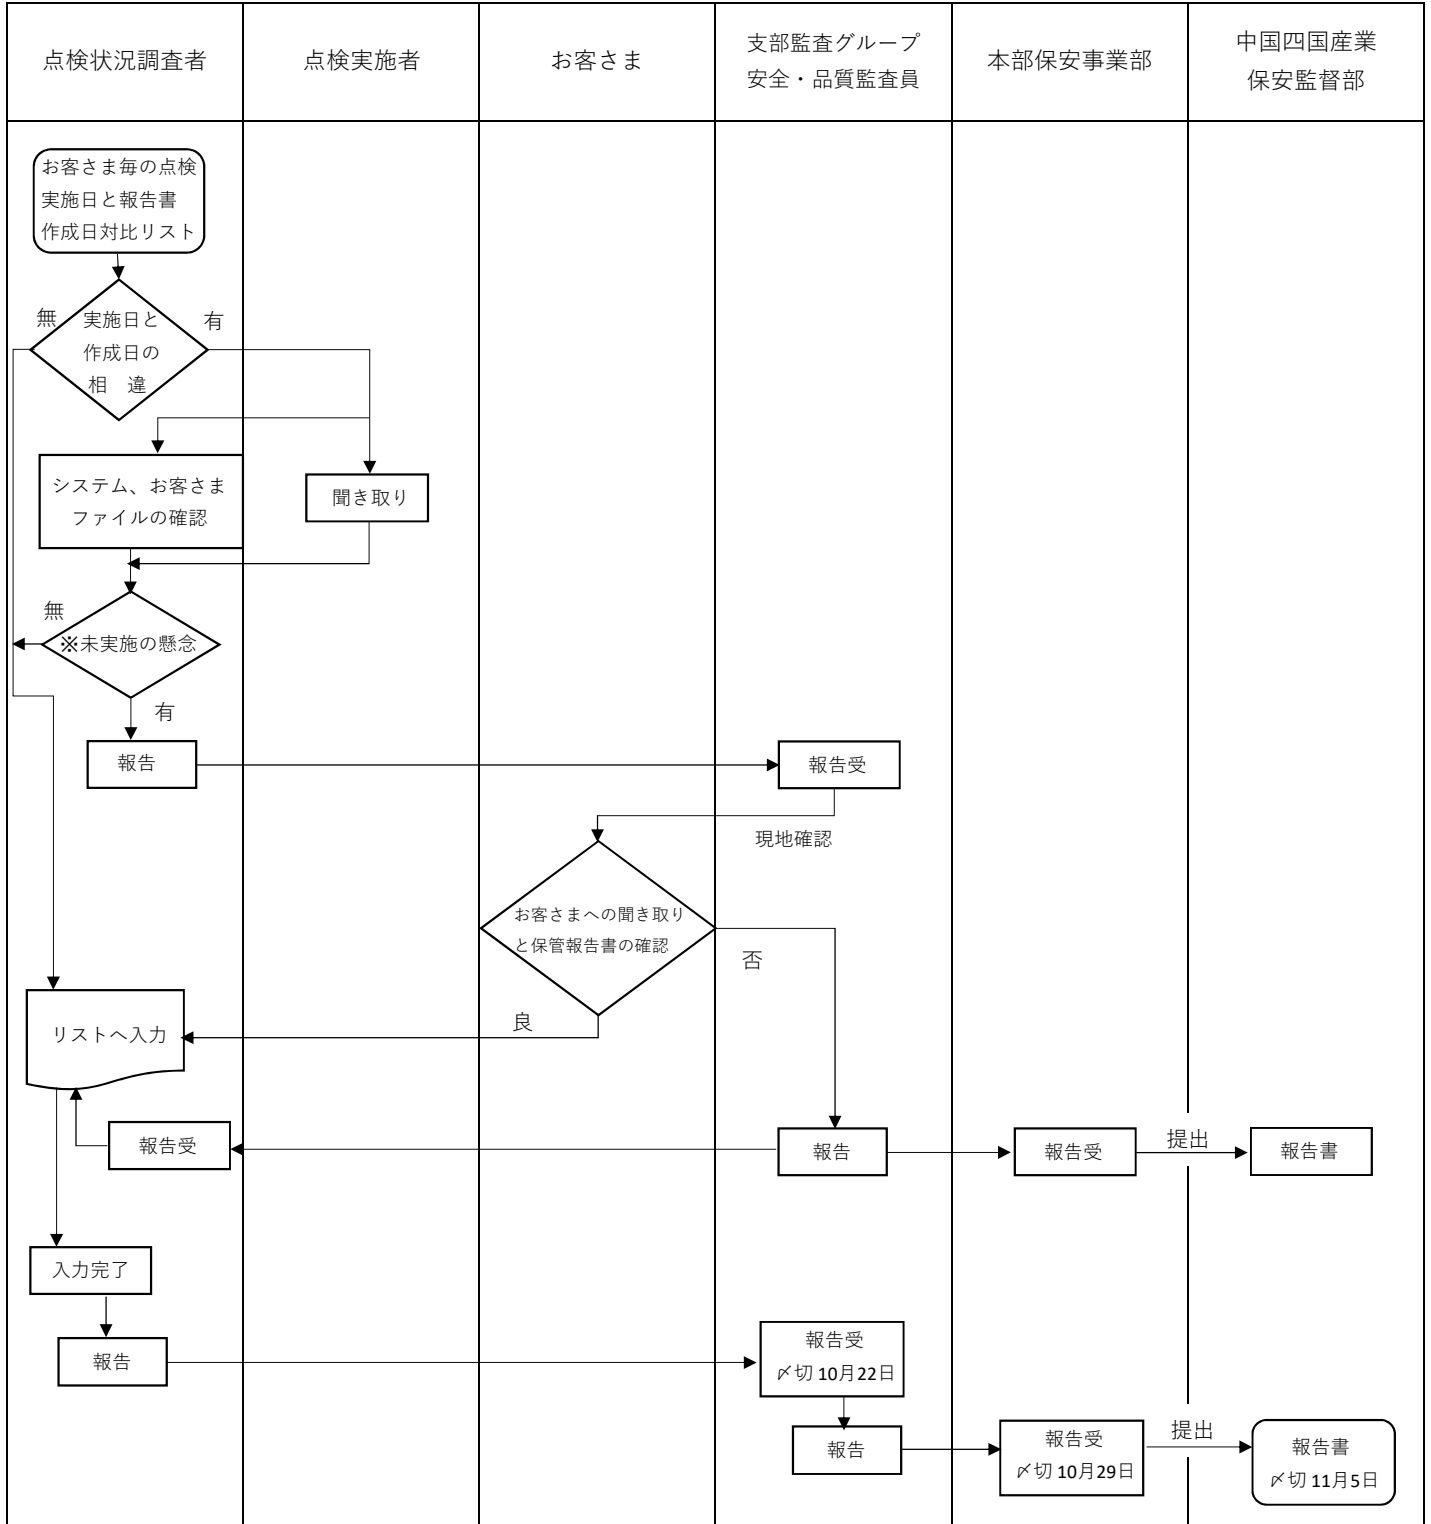 点検状況調査者
点検実施者
お客さま
支部監査グループ
安全・品質監査員
本部保安事業部
中国四国産業
保安監督部
お客さま毎の点検
実施日と報告書
作成日対比リスト
無
有
実施日と
作成日の
相　違
システム、お客さま
ファイルの確認
聞き取り
無
※未実施の懸念
有
報告
報告受
現地確認
お客さまへの聞き取り
と保管報告書の確認
否
良
リストへ入力
報告受
報告
報告受
提出
報告書
入力完了
報告
報告受
〆切 10月22日
報告
報告受
〆切 10月29日
提出
報告書
〆切 11月5日